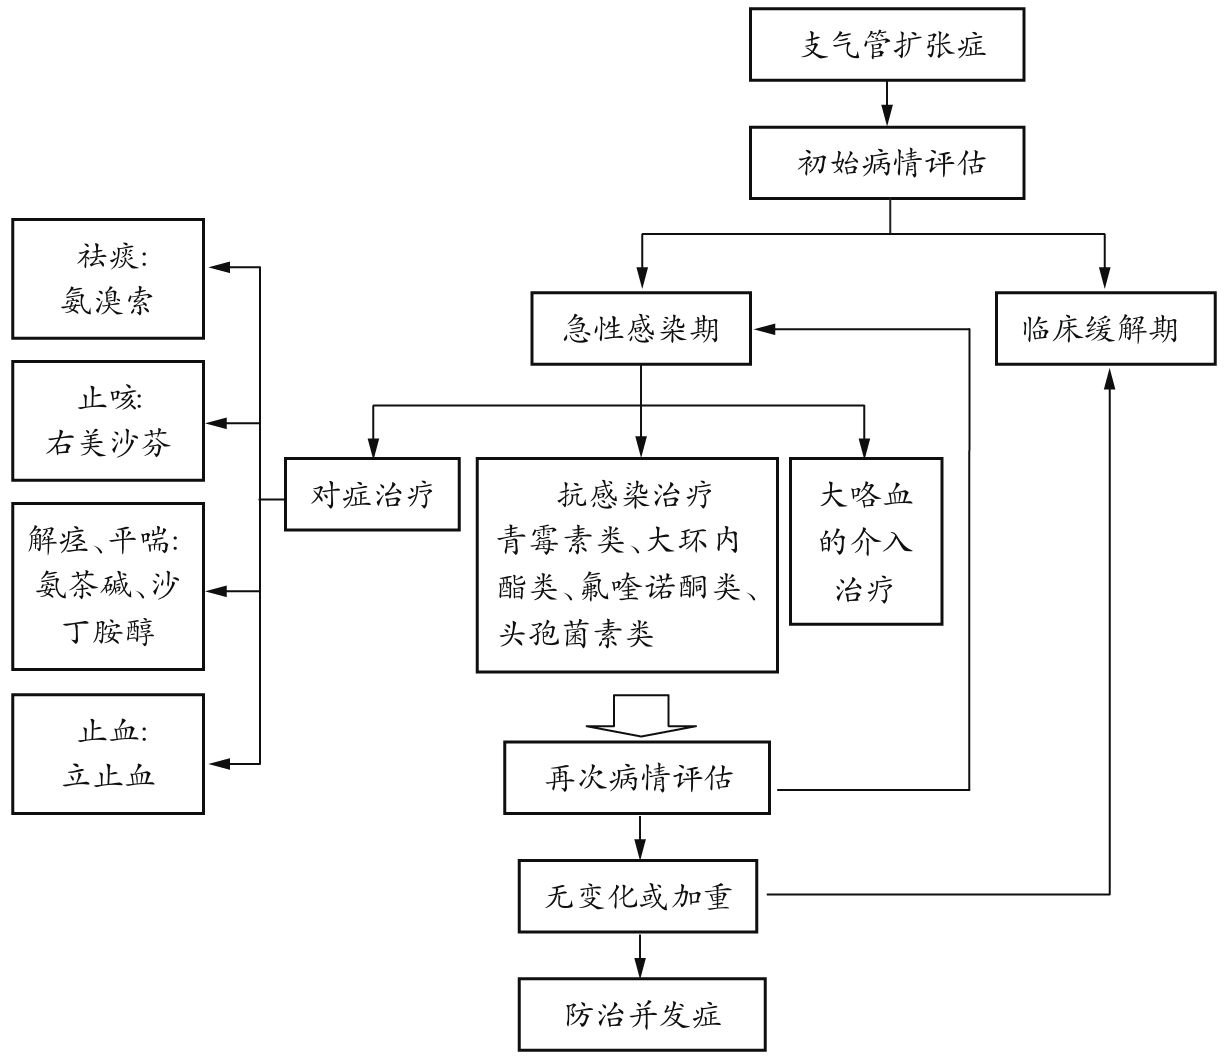 支气管扩张症
初始病情评估
急性感染期
临床缓解期
祛痰:
氨溴索
止咳:
右美沙芬
解痉、平喘:
氨茶碱、沙
丁胺醇
止血:
立止血
对症治疗
抗感染治疗
青霉素类、大环内
酯类、氟喹诺酮类、
头孢菌素类
大咯血
的介入
治疗
再次病情评估
无变化或加重
防治并发症